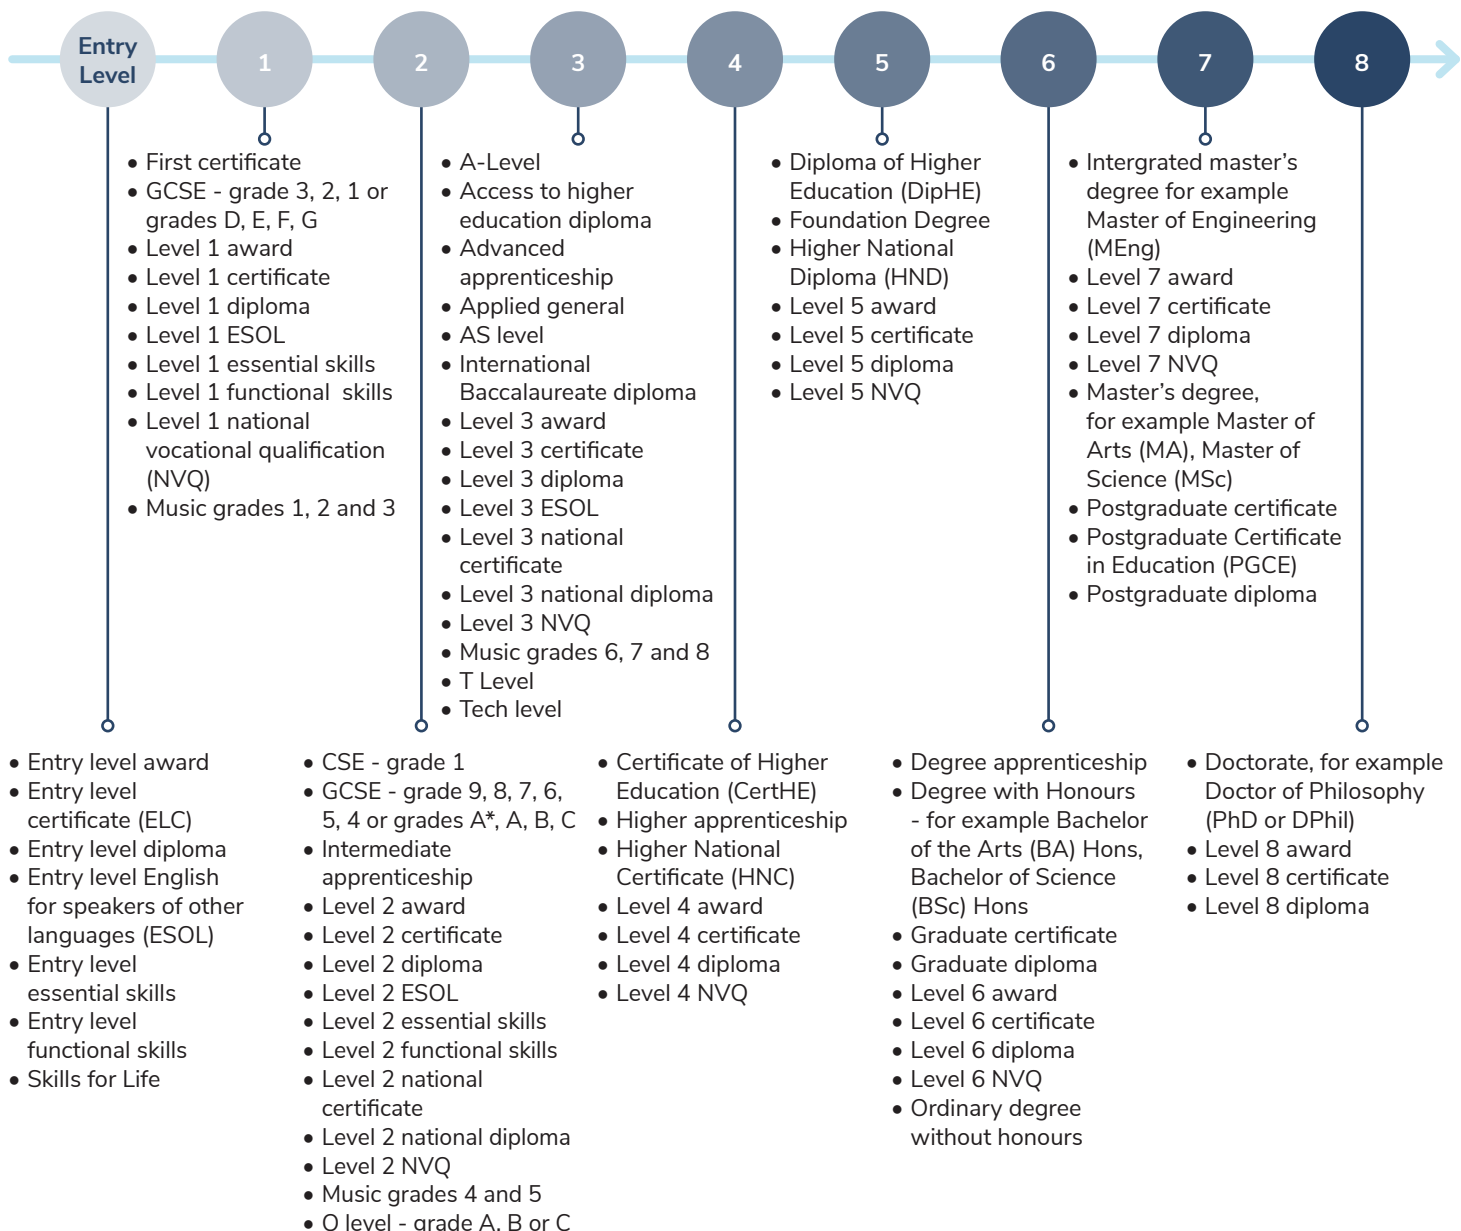 Entry
Level
1
2
3
4
5
6
7
8
• First certificate
• GCSE - grade 3, 2, 1 or
grades D, E, F, G
• Level 1 award
• Level 1 certificate
• Level 1 diploma
• Level 1 ESOL
• Level 1 essential skills
• Level 1 functional skills
• Level 1 national
vocational qualification
(NVQ)
• Music grades 1, 2 and 3
• A-Level
• Access to higher
education diploma
• Advanced
apprenticeship
• Applied general
• AS level
• International
Baccalaureate diploma
• Level 3 award
• Level 3 certificate
• Level 3 diploma
• Level 3 ESOL
• Level 3 national
certificate
• Level 3 national diploma
• Level 3 NVQ
• Music grades 6, 7 and 8
• T Level
• Tech level
• Diploma of Higher
Education (DipHE)
• Foundation Degree
• Higher National
Diploma (HND)
• Level 5 award
• Level 5 certificate
• Level 5 diploma
• Level 5 NVQ
• Intergrated master’s
degree for example
Master of Engineering
(MEng)
• Level 7 award
• Level 7 certificate
• Level 7 diploma
• Level 7 NVQ
• Master’s degree,
for example Master of
Arts (MA), Master of
Science (MSc)
• Postgraduate certificate
• Postgraduate Certificate
in Education (PGCE)
• Postgraduate diploma
• Entry level award
• Entry level
certificate (ELC)
• Entry level diploma
• Entry level English
for speakers of other
languages (ESOL)
• Entry level
essential skills
• Entry level
functional skills
• Skills for Life
• CSE - grade 1
• GCSE - grade 9, 8, 7, 6,
5, 4 or grades A*, A, B, C
• Intermediate
apprenticeship
• Level 2 award
• Level 2 certificate
• Level 2 diploma
• Level 2 ESOL
• Level 2 essential skills
• Level 2 functional skills
• Level 2 national
certificate
• Level 2 national diploma
• Level 2 NVQ
• Music grades 4 and 5
• O level - grade A, B or C
• Certificate of Higher
Education (CertHE)
• Higher apprenticeship
• Higher National
Certificate (HNC)
• Level 4 award
• Level 4 certificate
• Level 4 diploma
• Level 4 NVQ
• Degree apprenticeship
• Degree with Honours
- for example Bachelor
of the Arts (BA) Hons,
Bachelor of Science
(BSc) Hons
• Graduate certificate
• Graduate diploma
• Level 6 award
• Level 6 certificate
• Level 6 diploma
• Level 6 NVQ
• Ordinary degree
without honours
• Doctorate, for example
Doctor of Philosophy
(PhD or DPhil)
• Level 8 award
• Level 8 certificate
• Level 8 diploma